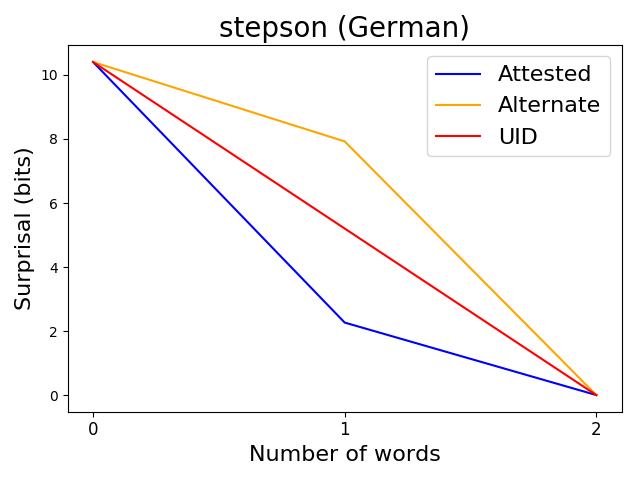 stepson (German)
Attested
Alternate
UID
Surprisal (bits)
10
8
6
4
2
0
0 1 2
Number of words